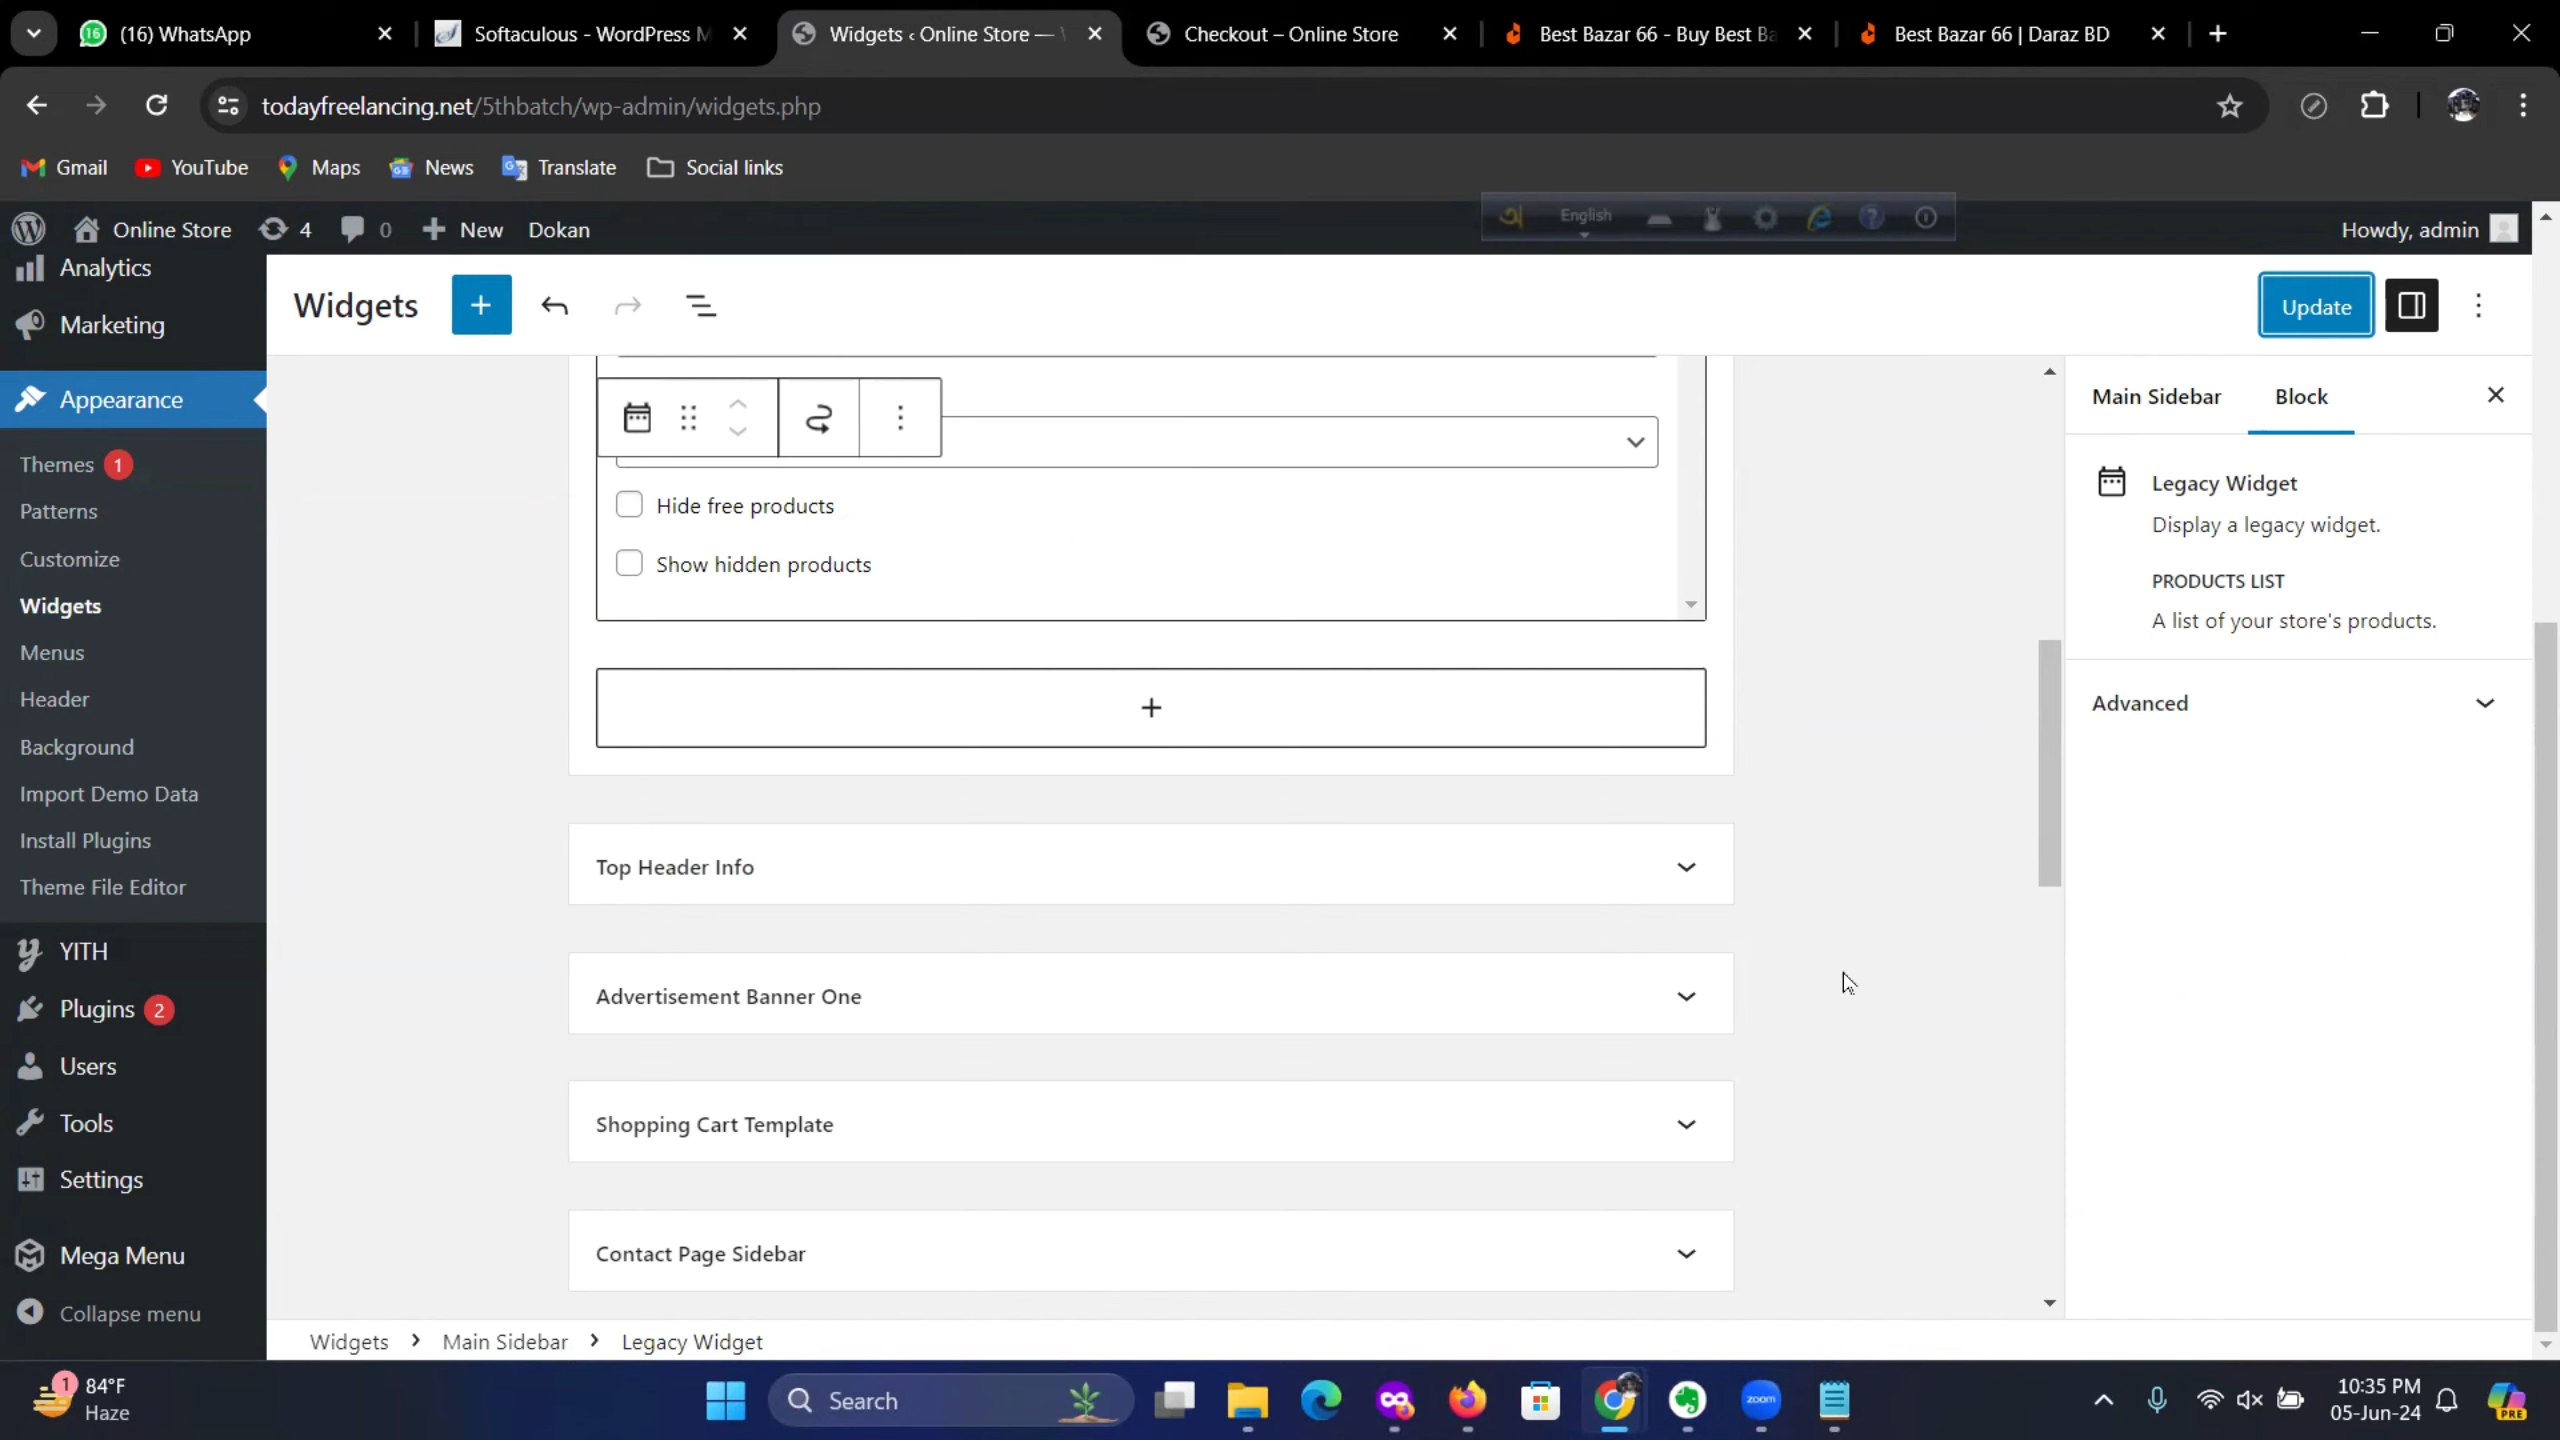 (16) WhatsApp
Softaculous - WordPress M
Widgets ‹ Online Store —
Checkout – Online Store
Best Bazar 66 - Buy Best Ba
Best Bazar 66 | Daraz BD
todayfreelancing.net/5thbatch/wp-admin/widgets.php
Gmail
YouTube
Maps
News
Translate
Social links
Online Store
4
0
New
Dokan
English
Howdy, admin
Analytics
Marketing
Appearance
Themes 1
Patterns
Customize
Widgets
Menus
Header
Background
Import Demo Data
Install Plugins
Theme File Editor
YITH
Plugins 2
Users
Tools
Settings
Mega Menu
Collapse menu
Widgets
Update
Hide free products
Show hidden products
Top Header Info
Advertisement Banner One
Shopping Cart Template
Contact Page Sidebar
Main Sidebar
Block
Legacy Widget
Display a legacy widget.
PRODUCTS LIST
A list of your store's products.
Advanced
Widgets › Main Sidebar › Legacy Widget
1
84°F
Haze
Search
zoom
PRE
10:35 PM
05-Jun-24